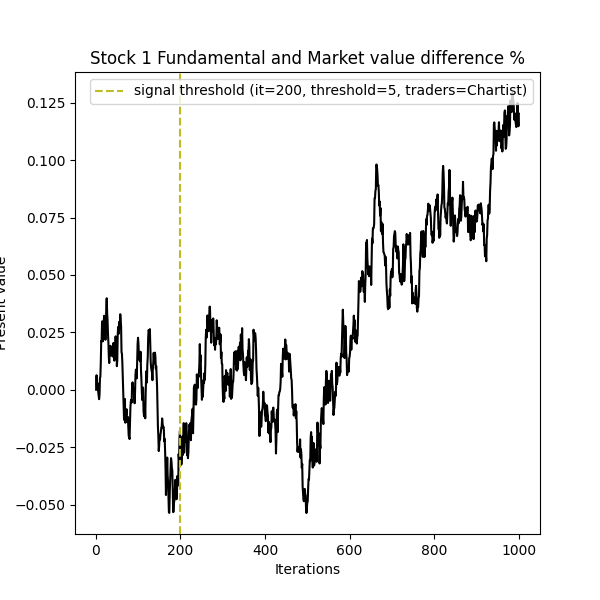 Stock 1 Fundamental and Market value difference %
signal threshold (it=200, threshold=5, traders=Chartist)
0.125
0.100
0.075
0.050
0.025
0.000
−0.025
−0.050
Present value
0 200 400 600 800 1000
Iterations